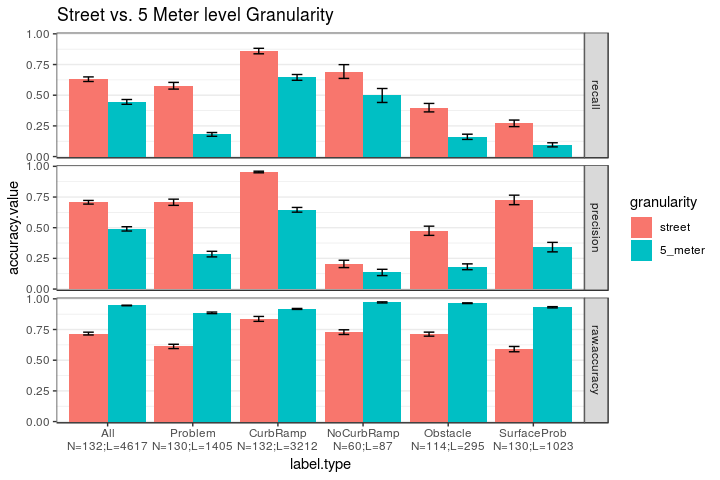 Street vs. 5 Meter level Granularity
accuracy.value
1.00
0.75
0.50
0.25
0.00
recall
1.00
0.75
0.50
0.25
0.00
precision
1.00
0.75
0.50
0.25
0.00
raw.accuracy
All
N=132;L=4617
Problem
N=130;L=1405
CurbRamp
N=132;L=3212
NoCurbRamp
N=60;L=87
Obstacle
N=114;L=295
SurfaceProb
N=130;L=1023
label.type
granularity
street
5_meter